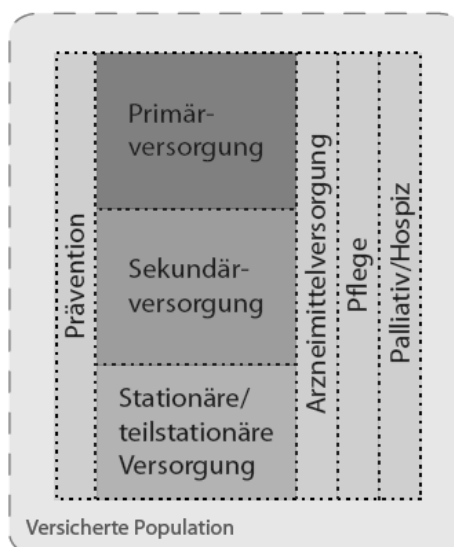 Prävention
Primär-
versorgung
Sekundär-
versorgung
Stationäre/
teilstationäre
Versorgung
Arzneimittelversorgung
Pflege
Palliativ/Hospiz
Versicherte Population